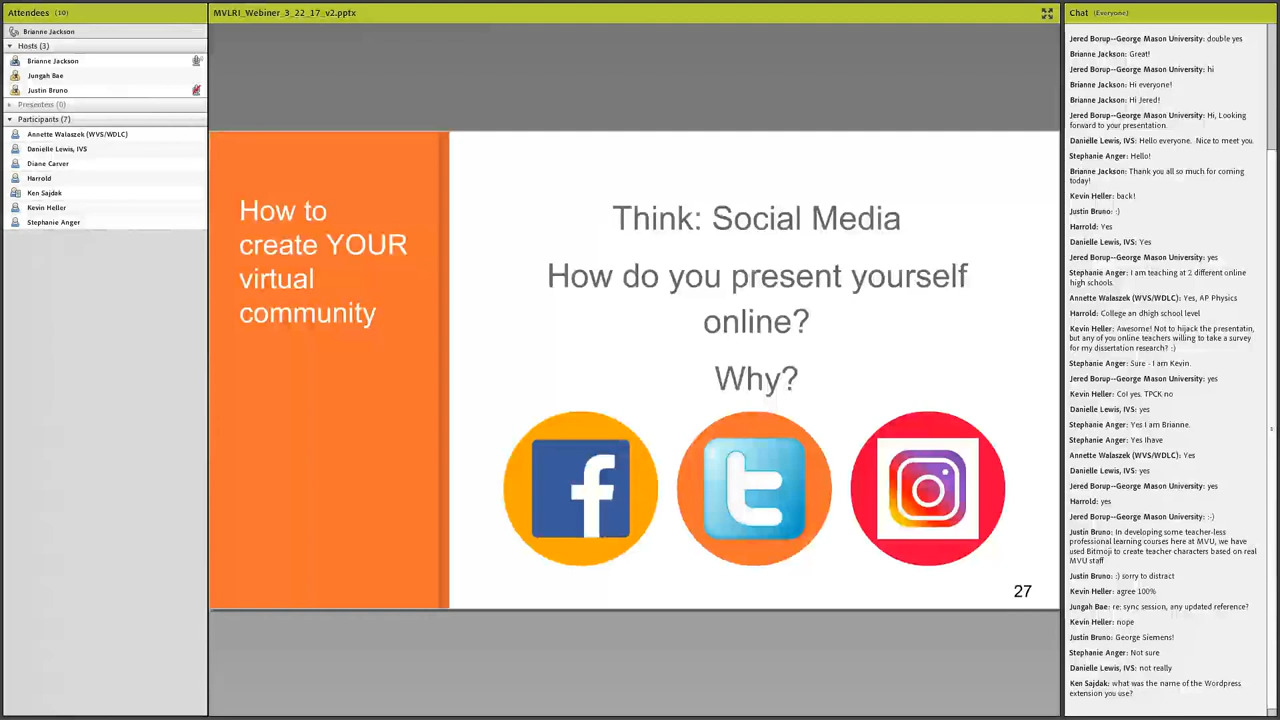 Attendees (10)
Brianne Jackson
Hosts (3)
Brianne Jackson
Jungah Bae
Justin Bruno
Presenters (0)
Participants (7)
Annette Walaszek (WVS/WDLC)
Danielle Lewis, IVS
Diane Carver
Harrold
Ken Sajdak
Kevin Heller
Stephanie Anger
MVLRI_Webiner_3_22_17_v2.pptx
How to
create YOUR
virtual
community
Think: Social Media
How do you present yourself
online?
Why?
f
t
27
Chat (Everyone)
Jered Borup--George Mason University: double yes
Brianne Jackson: Great!
Jered Borup--George Mason University: hi
Brianne Jackson: Hi everyone!
Brianne Jackson: Hi Jered!
Jered Borup--George Mason University: Hi, Looking
forward to your presentation.
Danielle Lewis, IVS: Hello everyone.  Nice to meet you.
Stephanie Anger: Hello!
Brianne Jackson: Thank you all so much for coming
today!
Kevin Heller: back!
Justin Bruno: :)
Harrold: Yes
Danielle Lewis, IVS: Yes
Jered Borup--George Mason University: yes
Stephanie Anger: I am teaching at 2 different online
high schools.
Annette Walaszek (WVS/WDLC): Yes, AP Physics
Harrold: College an dhigh school level
Kevin Heller: Awesome! Not to hijack the presentatin,
but any of you online teachers willing to take a survey
for my dissertation research? :)
Stephanie Anger: Sure - I am Kevin.
Jered Borup--George Mason University: yes
Kevin Heller: CoI yes. TPCK no
Danielle Lewis, IVS: yes
Stephanie Anger: Yes I am Brianne.
Stephanie Anger: Yes Ihave
Annette Walaszek (WVS/WDLC): Yes
Danielle Lewis, IVS: yes
Jered Borup--George Mason University: yes
Harrold: yes
Jered Borup--George Mason University: :-)
Justin Bruno: In developing some teacher-less
professional learning courses here at MVU, we have
used Bitmoji to create teacher characters based on real
MVU staff
Justin Bruno: :) sorry to distract
Kevin Heller: agree 100%
Jungah Bae: re: sync session, any updated reference?
Kevin Heller: nope
Justin Bruno: George Siemens!
Stephanie Anger: Not sure
Danielle Lewis, IVS: not really
Ken Sajdak: what was the name of the Wordpress
extension you use?